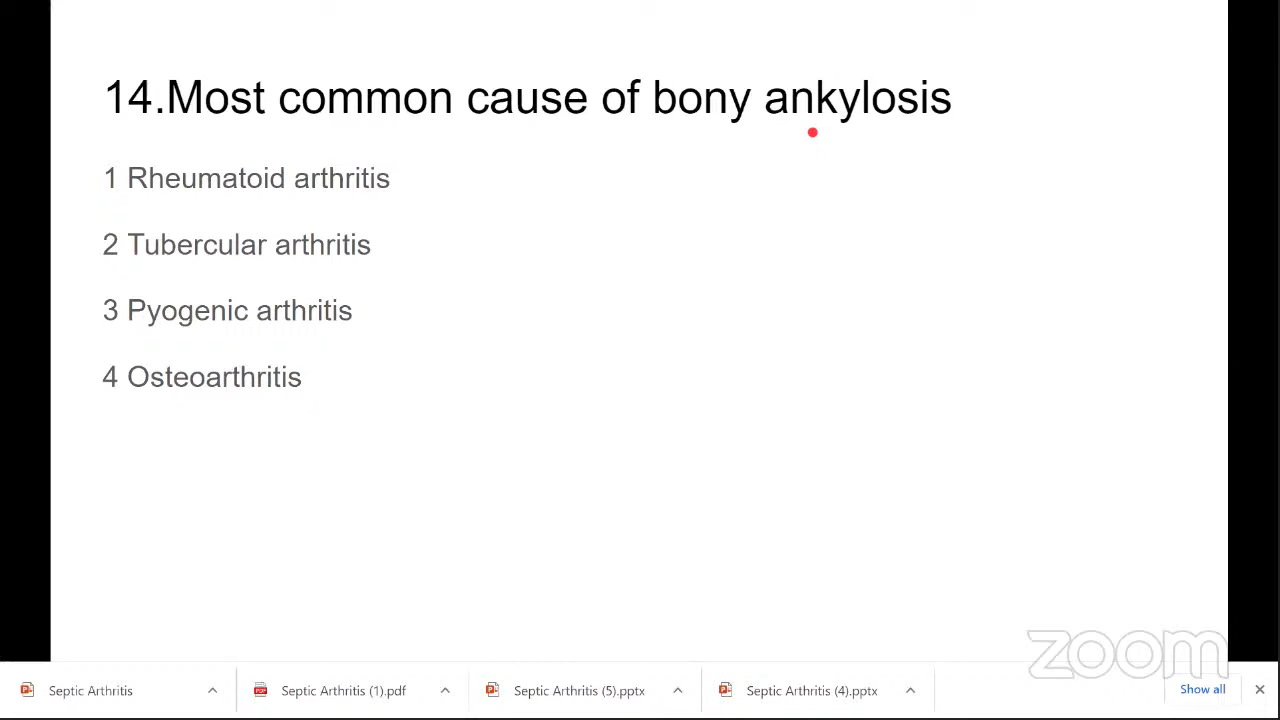 14.Most common cause of bony ankylosis
1 Rheumatoid arthritis
2 Tubercular arthritis
3 Pyogenic arthritis
4 Osteoarthritis
zoom
Septic Arthritis
Septic Arthritis (1).pdf
Septic Arthritis (5).pptx
Septic Arthritis (4).pptx
Show all